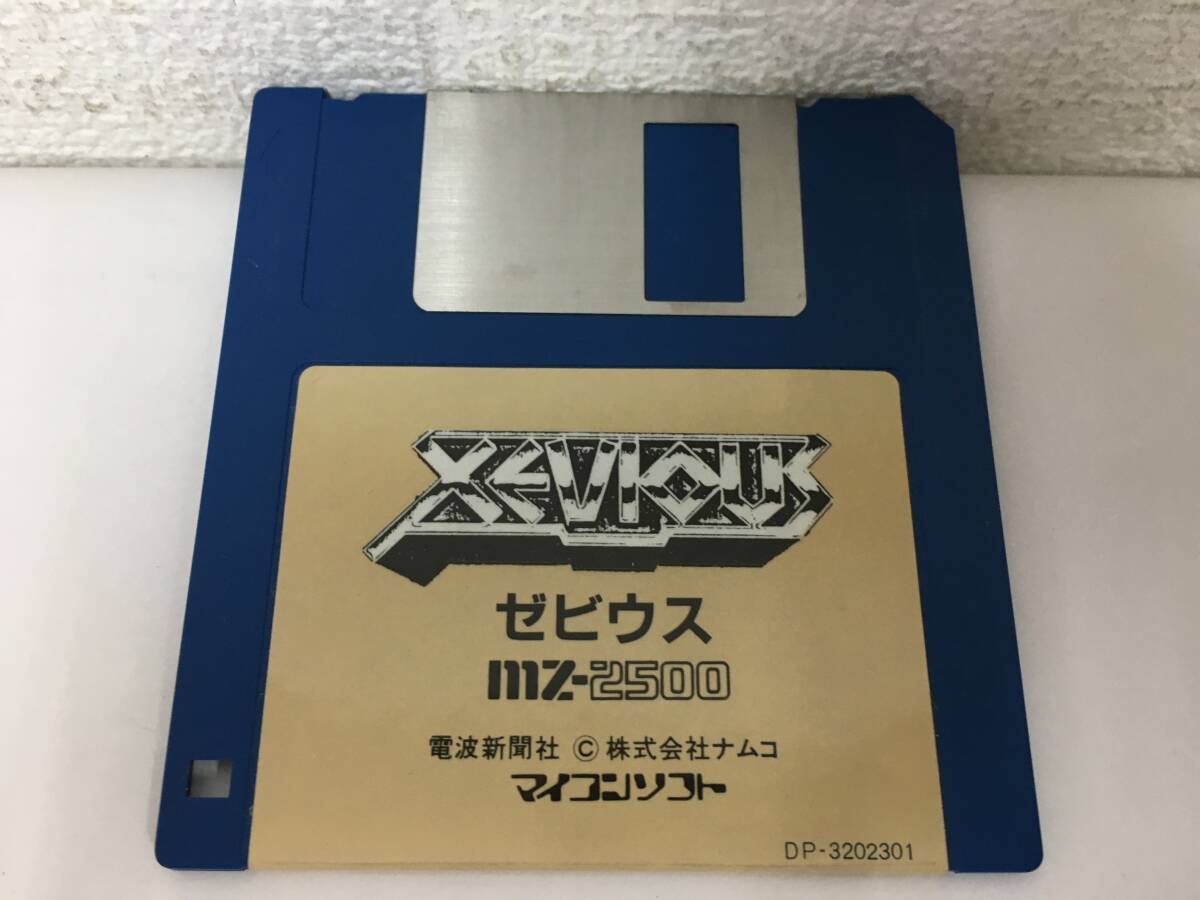 XEVIOUS
ゼビウス
mz-2500
電波新聞社 © 株式会社ナムコ
マイコンソフト
DP-3202301